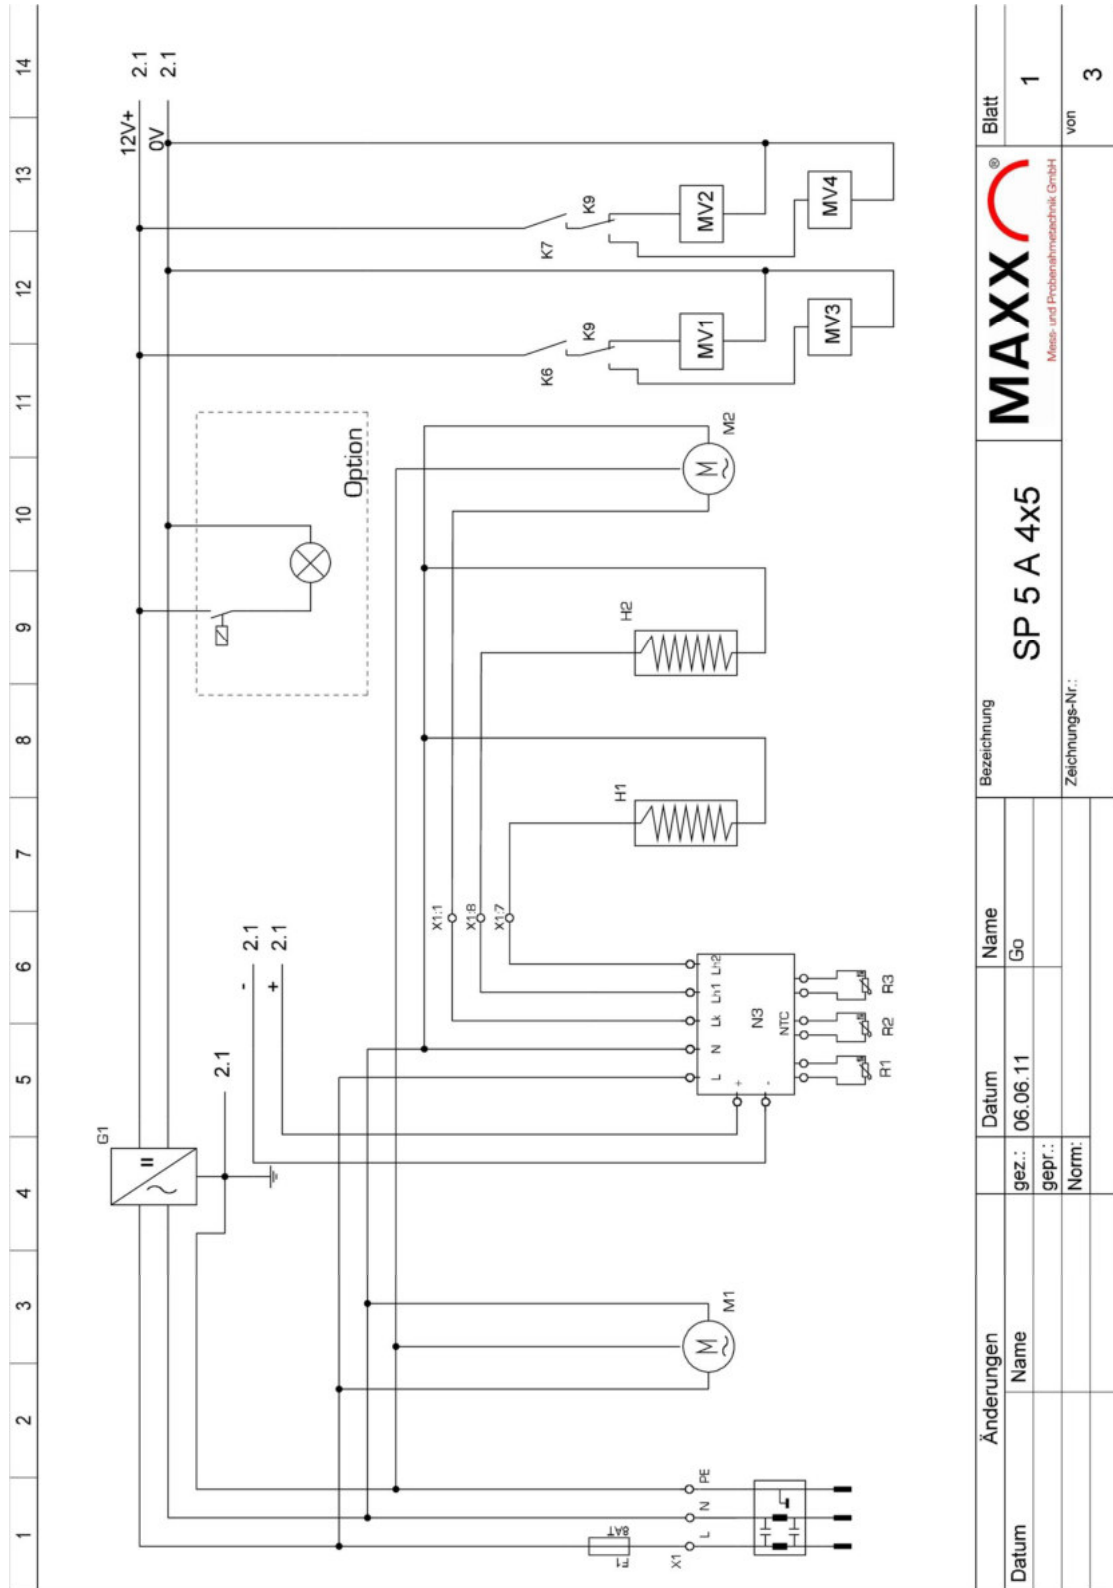 1 2 3 4 5 6 7 8 9 10 11 12 13 14
G1
12V+ 2.1
0V 2.1
2.1
- 2.1
+ 2.1
Option
X1:1
X1:8
X1:7
K6
K9
K7
K9
H1
H2
F1
8AT
X1
L
N
PE
M
M1
L N Lk Lh1 Lh2
+
-
N3
NTC
R1
R2
R3
M
M2
MV1
MV3
MV2
MV4
Änderungen
Datum
Name
Datum
Name
gez.: 06.06.11 Go
gepr.:
Norm:
Bezeichnung
SP 5 A 4x5
Zeichnungs-Nr.:
MAXX®
Mess- und Probenahmetechnik GmbH
Blatt
1
von
3